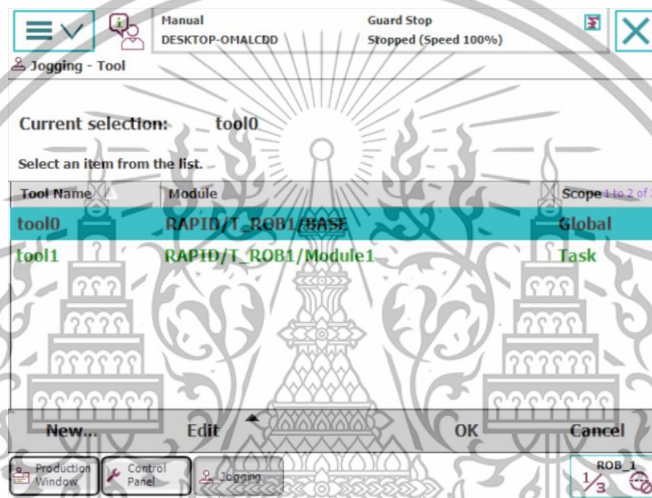 Manual
DESKTOP-OMALCDD
Guard Stop
Stopped (Speed 100%)
Jogging - Tool
Current selection: tool0
Select an item from the list.
Tool Name Module Scope 1 to 2 of
tool0 RAPID/T_ROB1/BASE Global
tool1 RAPID/T_ROB1/Module1 Task
New... Edit OK Cancel
Production Window
Control Panel
Jogging
ROB_1
1/3